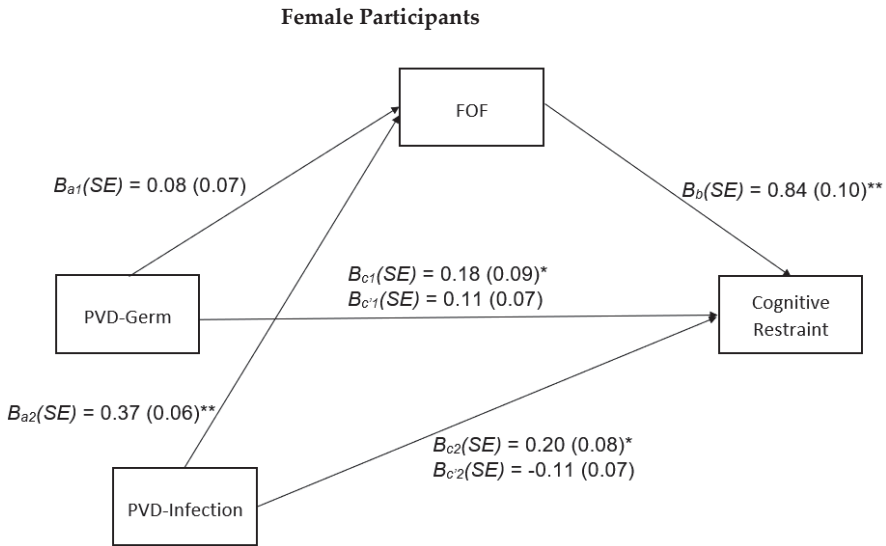 Female Participants
FOF
Ba1(SE) = 0.08 (0.07)
Bb(SE) = 0.84 (0.10)**
Bc1(SE) = 0.18 (0.09)*
Bc'1(SE) = 0.11 (0.07)
PVD-Germ
Cognitive
Restraint
Ba2(SE) = 0.37 (0.06)**
Bc2(SE) = 0.20 (0.08)*
Bc'2(SE) = -0.11 (0.07)
PVD-Infection